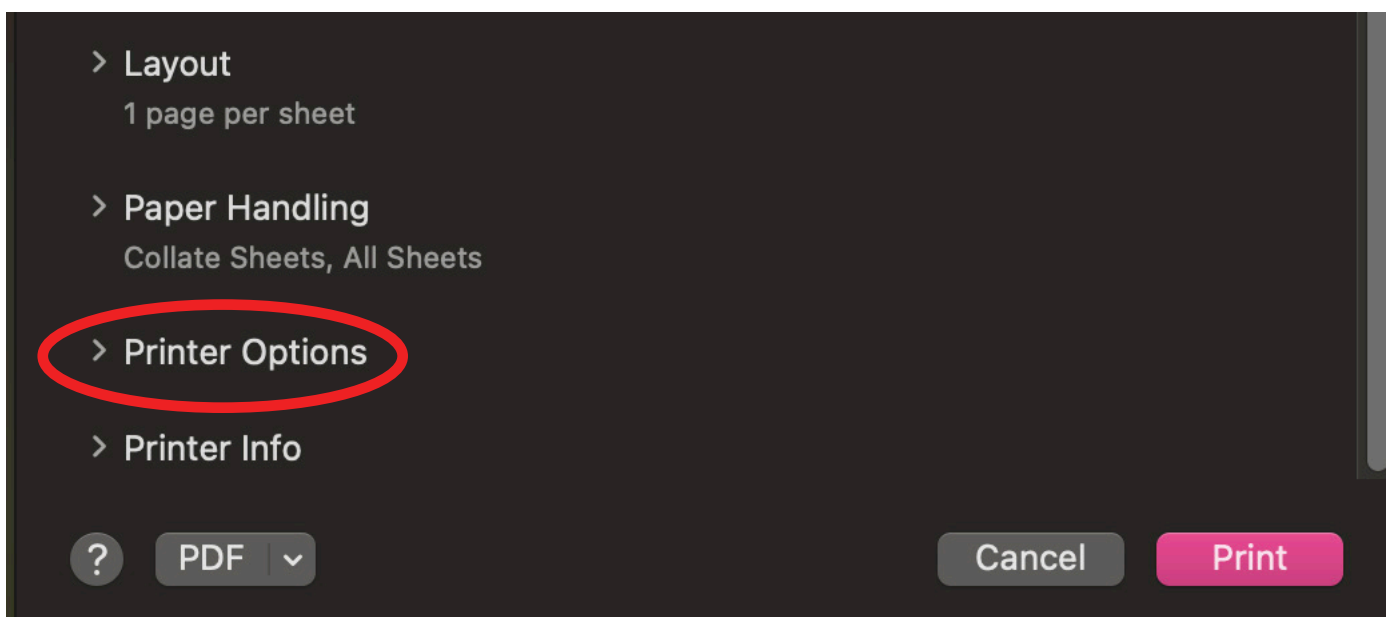 Layout
1 page per sheet
Paper Handling
Collate Sheets, All Sheets
Printer Options
Printer Info
? PDF Cancel Print